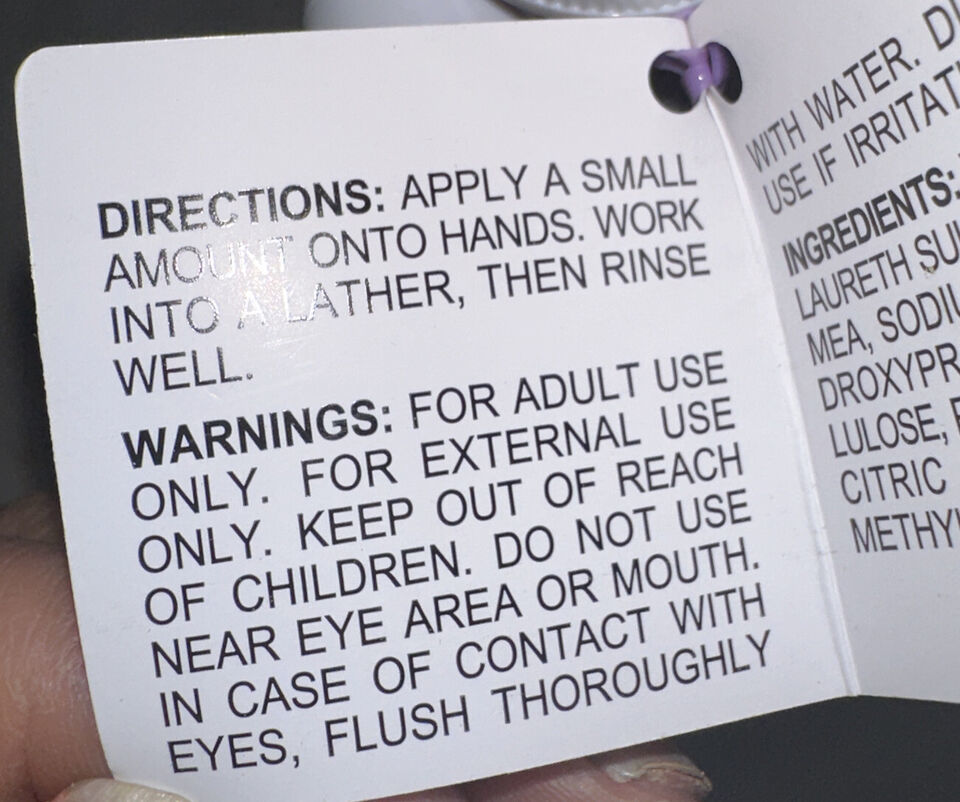 DIRECTIONS: APPLY A SMALL
AMOUNT ONTO HANDS. WORK
INTO A LATHER, THEN RINSE
WELL.
WARNINGS: FOR ADULT USE
ONLY. FOR EXTERNAL USE
ONLY. KEEP OUT OF REACH
OF CHILDREN. DO NOT USE
NEAR EYE AREA OR MOUTH.
IN CASE OF CONTACT WITH
EYES, FLUSH THOROUGHLY
WITH WATER.
USE IF
INGREDIENTS:
LAURETH
MEA,
CITRIC